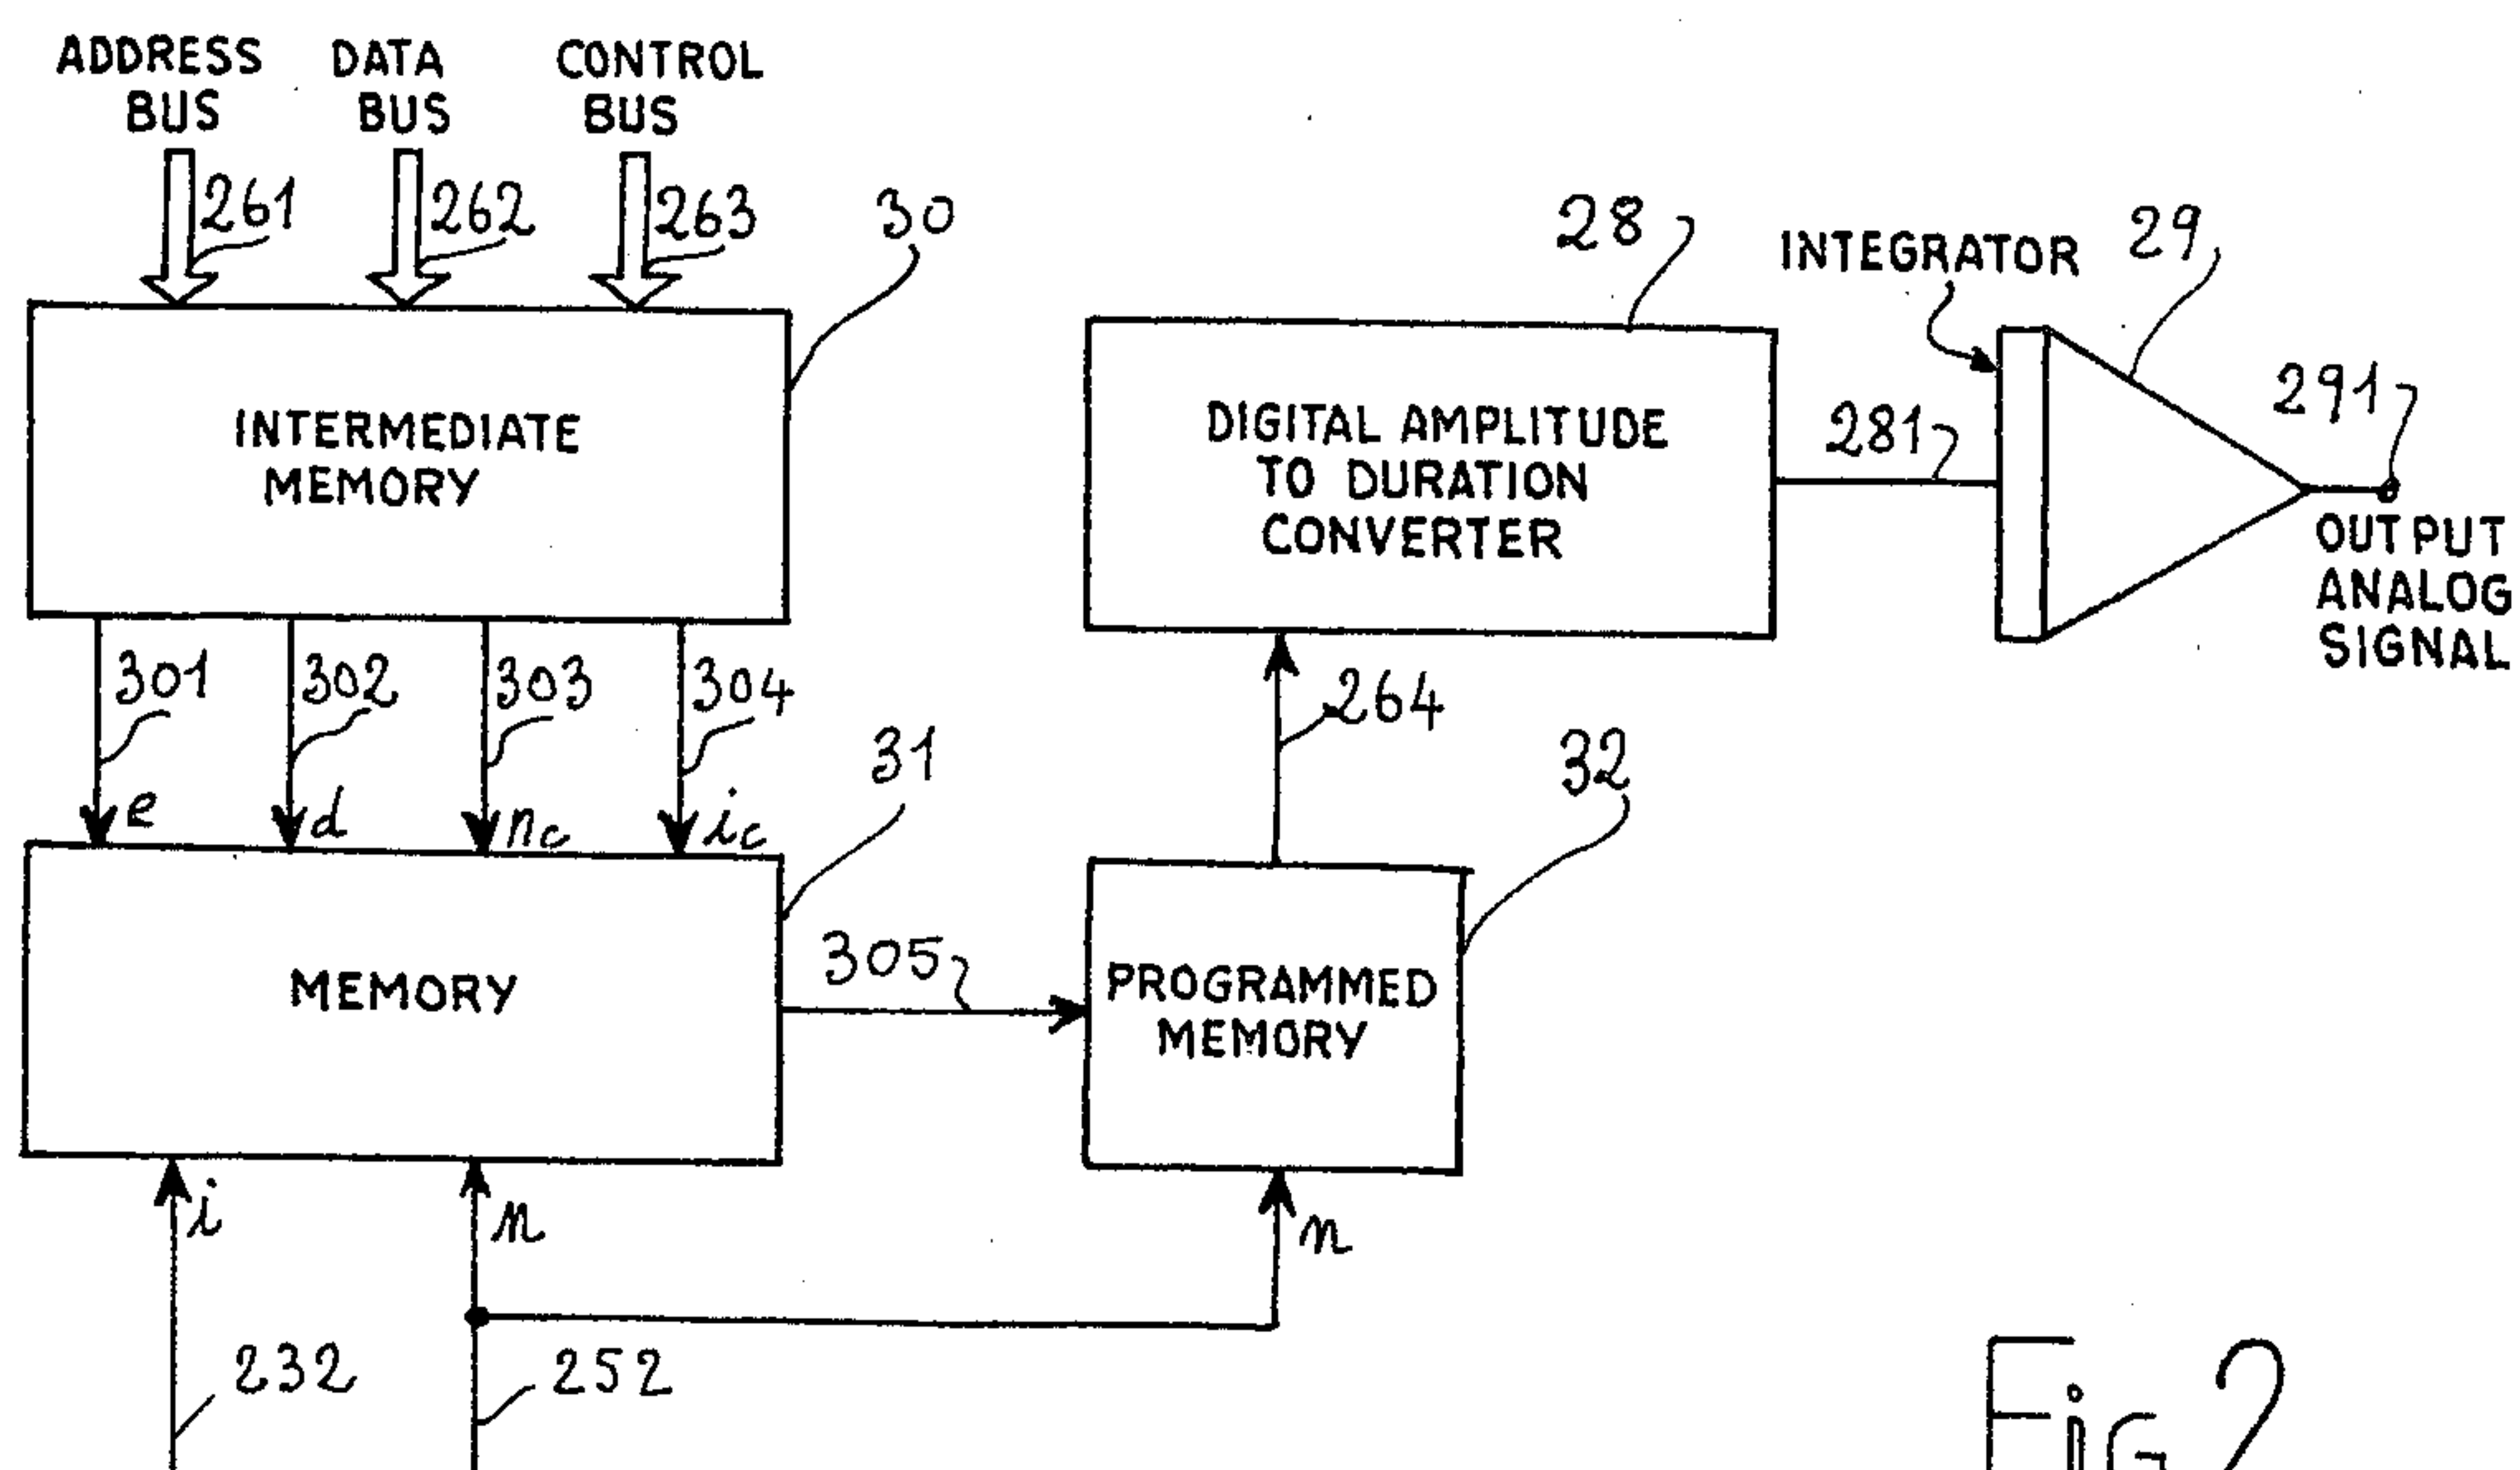 ADDRESS
BUS
DATA
BUS
CONTROL
BUS
261
262
263
30
28
INTEGRATOR
29
INTERMEDIATE
MEMORY
DIGITAL AMPLITUDE
TO DURATION
CONVERTER
281
291
OUTPUT
ANALOG
SIGNAL
301
302
303
304
264
31
32
e
d
nc
ic
MEMORY
305
PROGRAMMED
MEMORY
i
n
n
232
252
Fig 2